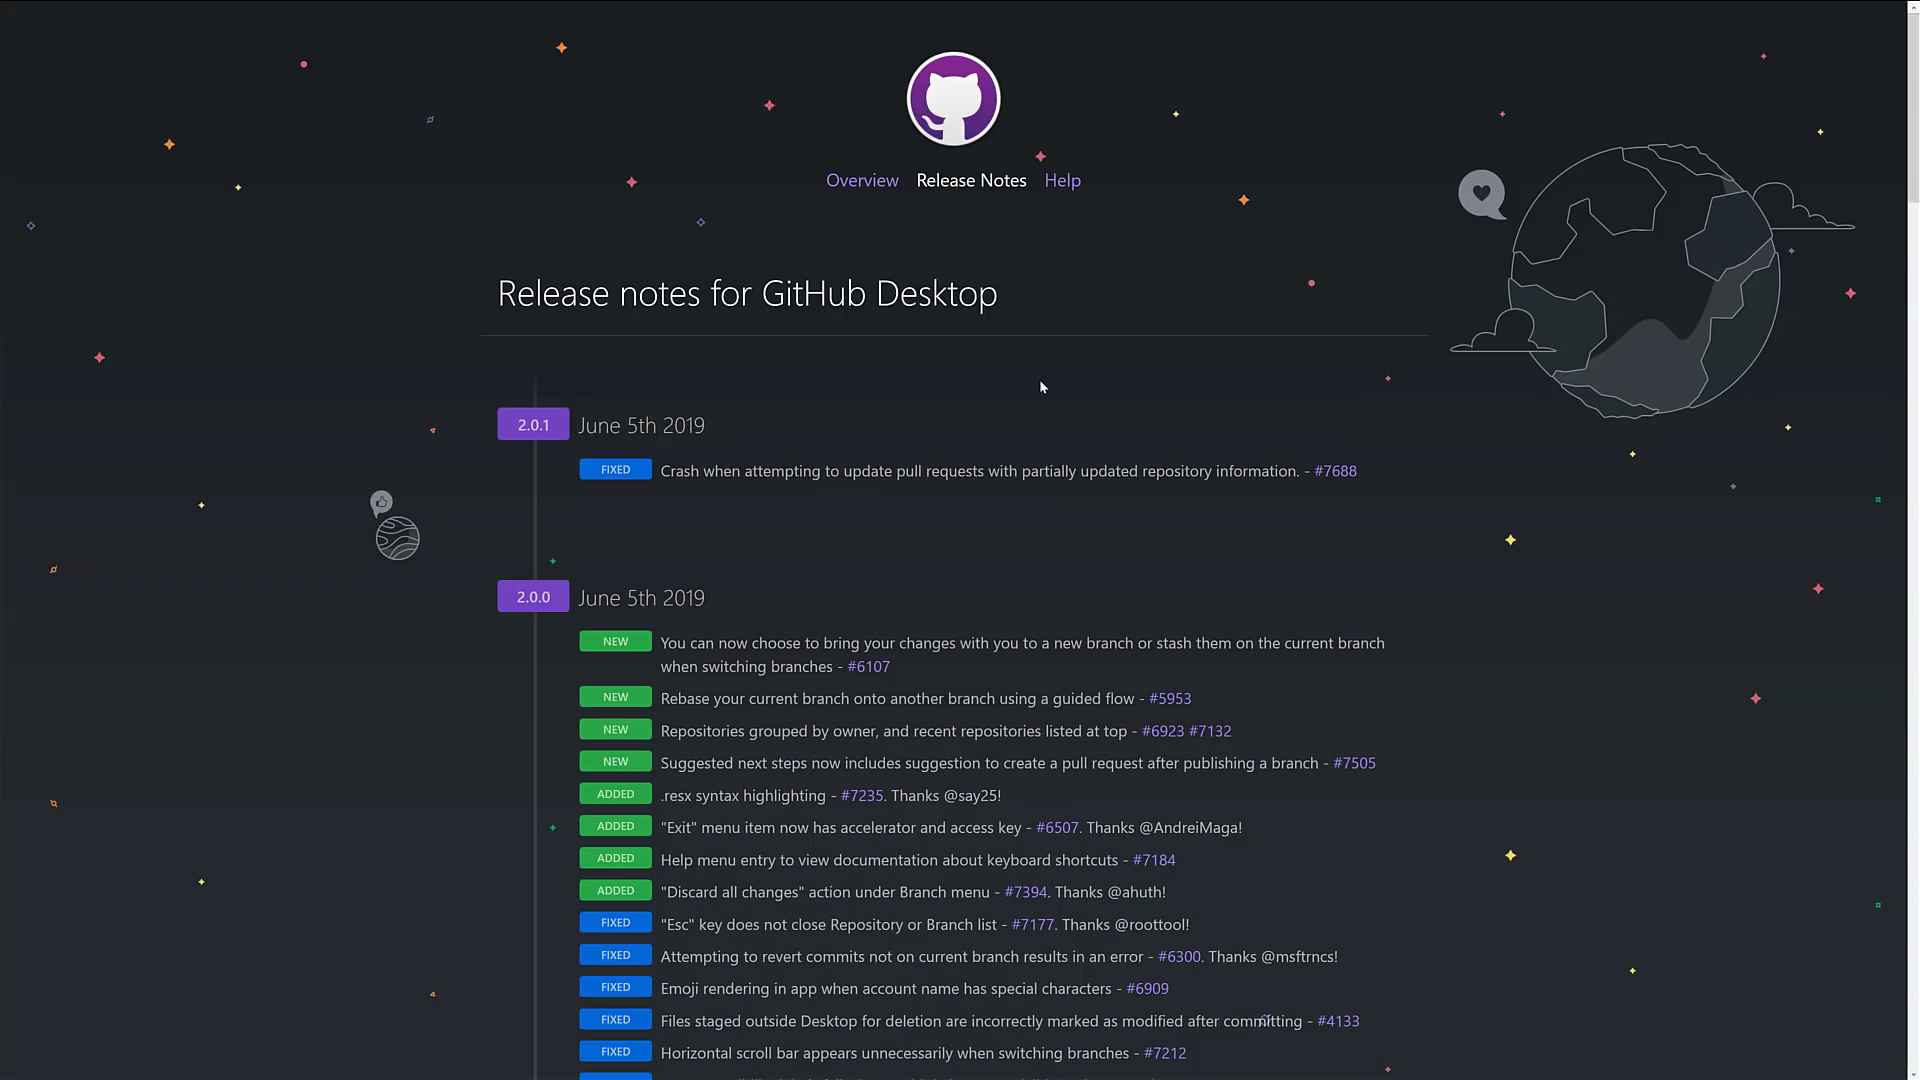 Overview Release Notes Help
Release notes for GitHub Desktop
2.0.1 June 5th 2019
FIXED Crash when attempting to update pull requests with partially updated repository information. - #7688
2.0.0 June 5th 2019
NEW You can now choose to bring your changes with you to a new branch or stash them on the current branch
when switching branches - #6107
NEW Rebase your current branch onto another branch using a guided flow - #5953
NEW Repositories grouped by owner, and recent repositories listed at top - #6923 #7132
NEW Suggested next steps now includes suggestion to create a pull request after publishing a branch - #7505
ADDED .resx syntax highlighting - #7235. Thanks @say25!
ADDED "Exit" menu item now has accelerator and access key - #6507. Thanks @AndreiMaga!
ADDED Help menu entry to view documentation about keyboard shortcuts - #7184
ADDED "Discard all changes" action under Branch menu - #7394. Thanks @ahuth!
FIXED "Esc" key does not close Repository or Branch list - #7177. Thanks @roottool!
FIXED Attempting to revert commits not on current branch results in an error - #6300. Thanks @msftrncs!
FIXED Emoji rendering in app when account name has special characters - #6909
FIXED Files staged outside Desktop for deletion are incorrectly marked as modified after committing - #4133
FIXED Horizontal scroll bar appears unnecessarily when switching branches - #7212